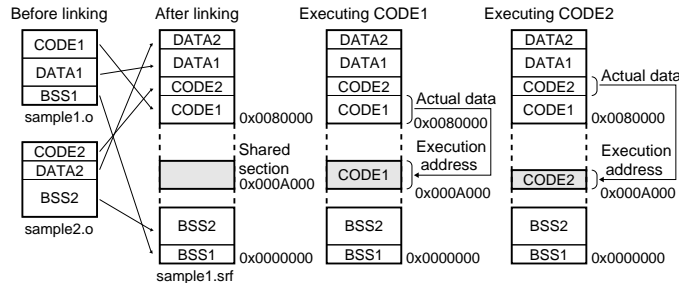 Before linking
CODE1
DATA1
BSS1
sample1.o
CODE2
DATA2
BSS2
sample2.o
After linking
DATA2
DATA1
CODE2
CODE1
0x0080000
Shared
section
0x000A000
BSS2
BSS1
0x0000000
sample1.srf
Executing CODE1
DATA2
DATA1
CODE2
CODE1
Actual data
0x0080000
Execution
address
CODE1
0x000A000
BSS2
BSS1
0x0000000
Executing CODE2
DATA2
DATA1
CODE2
CODE1
Actual data
0x0080000
Execution
address
CODE2
0x000A000
BSS2
BSS1
0x0000000